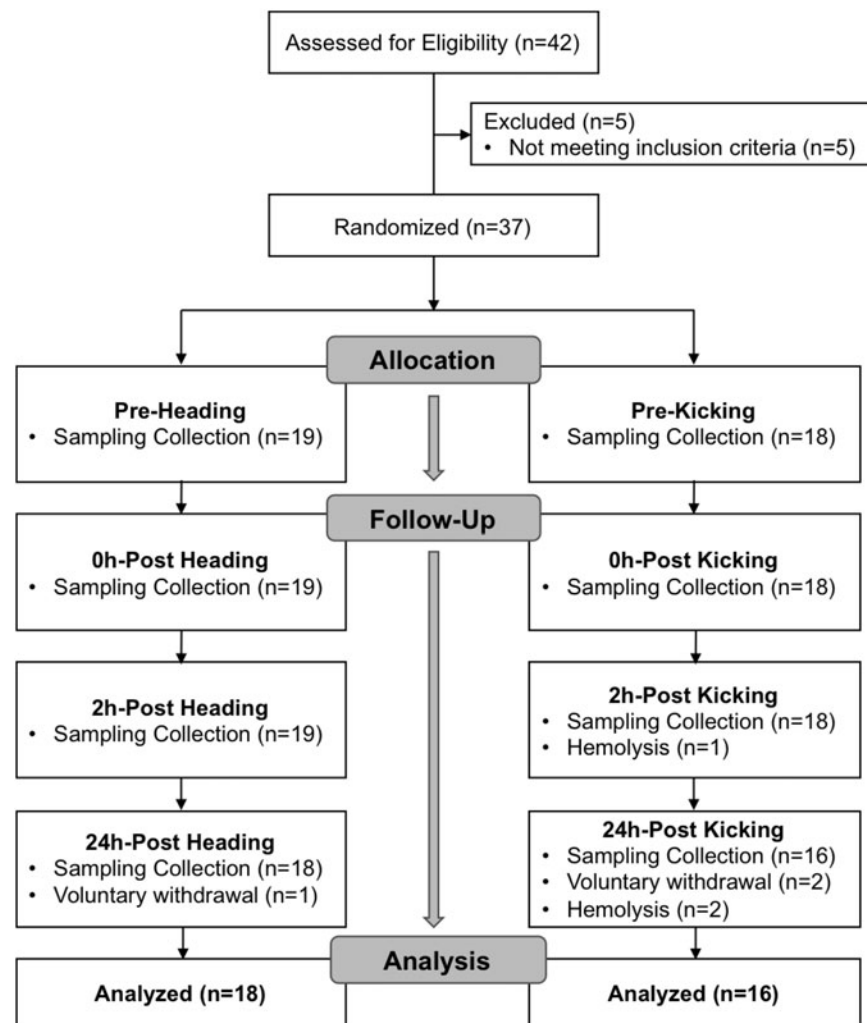 Assessed for Eligibility (n=42)
Excluded (n=5)
• Not meeting inclusion criteria (n=5)
Randomized (n=37)
Allocation
Pre-Heading
• Sampling Collection (n=19)
Pre-Kicking
• Sampling Collection (n=18)
Follow-Up
0h-Post Heading
• Sampling Collection (n=19)
0h-Post Kicking
• Sampling Collection (n=18)
2h-Post Heading
• Sampling Collection (n=19)
2h-Post Kicking
• Sampling Collection (n=18)
• Hemolysis (n=1)
24h-Post Heading
• Sampling Collection (n=18)
• Voluntary withdrawal (n=1)
24h-Post Kicking
• Sampling Collection (n=16)
• Voluntary withdrawal (n=2)
• Hemolysis (n=2)
Analysis
Analyzed (n=18)
Analyzed (n=16)